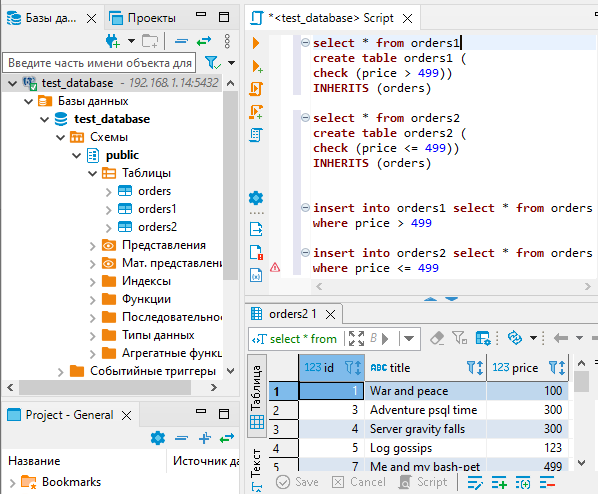 Базы да...
Проекты
Введите часть имени объекта для
test_database - 192.168.1.14:5432
Базы данных
test_database
Схемы
public
Таблицы
orders
orders1
orders2
Представления
Мат. представлени
Индексы
Функции
Последовательнос
Типы данных
Агрегатные функц
Событийные триггеры
Project - General
Название
Источник да
Bookmarks
*<test_database> Script
select * from orders1
create table orders1 (
check (price > 499))
INHERITS (orders)
select * from orders2
create table orders2 (
check (price <= 499))
INHERITS (orders)
insert into orders1 select * from orders
where price > 499
insert into orders2 select * from orders
where price <= 499
orders2 1
select * from
Таблица
Текст
123 id ABC title 123 price
1 1 War and peace 100
2 3 Adventure psql time 300
3 4 Server gravity falls 300
4 5 Log gossips 123
5 7 Me and my bash-pet 499
Save
Cancel
Script